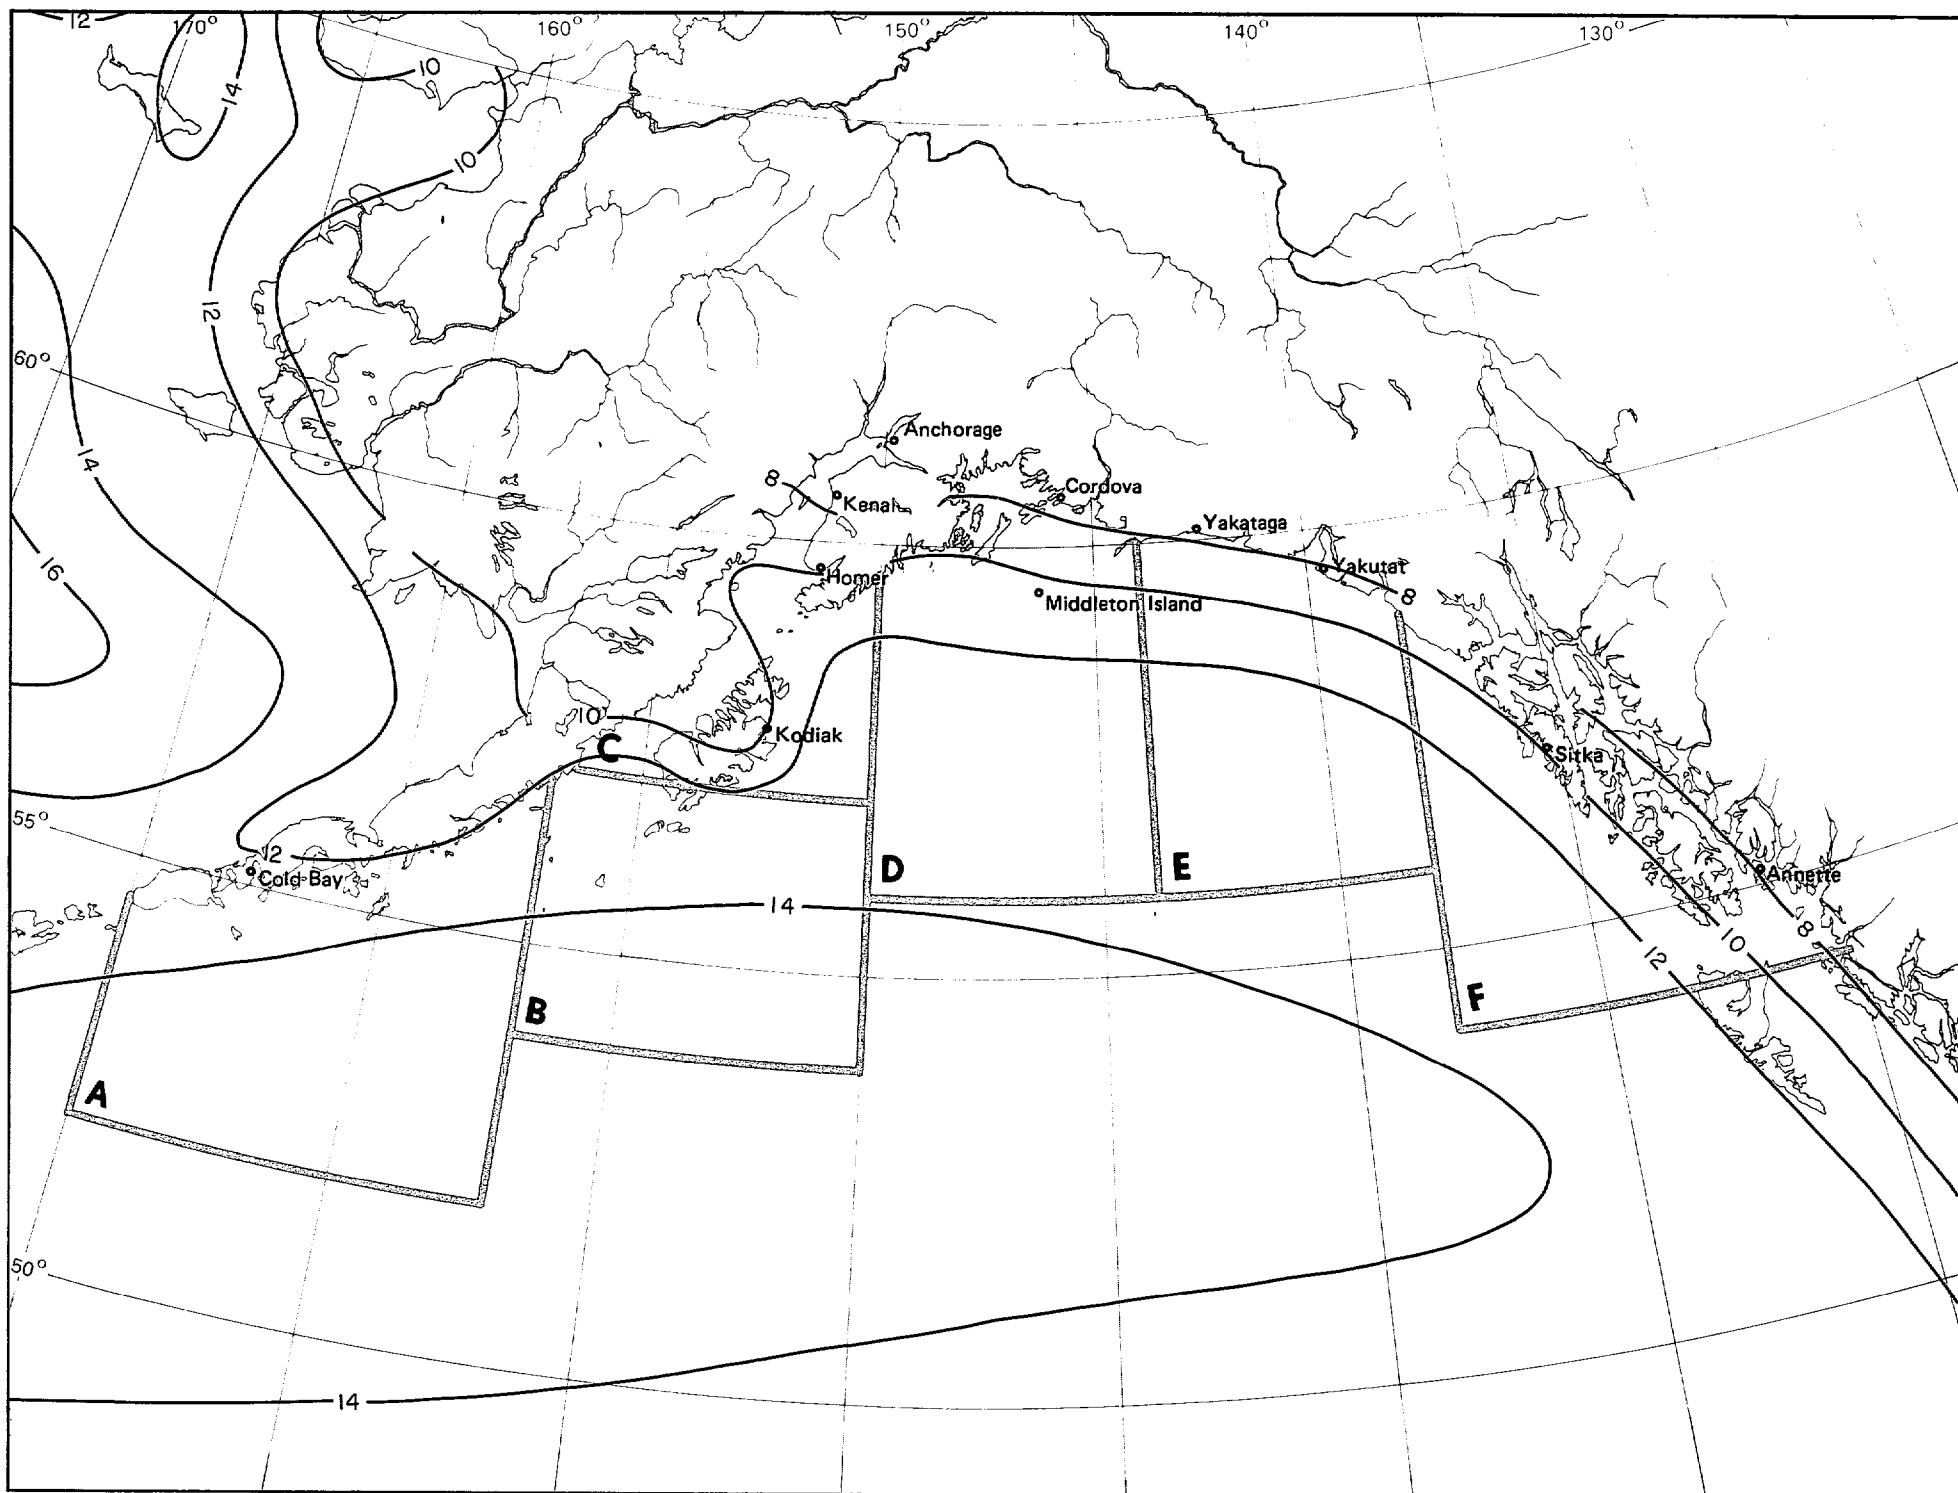 12
170°
160°
150°
140°
130°
10
14
10
12
60°
14
Anchorage
8
Kenai
Cordova
Yakataga
16
Homer
Yakutat
8
Middleton Island
10
C
Kodiak
Sitka
55°
12
Cold Bay
D
E
Annette
14
8
10
12
B
F
A
50°
14